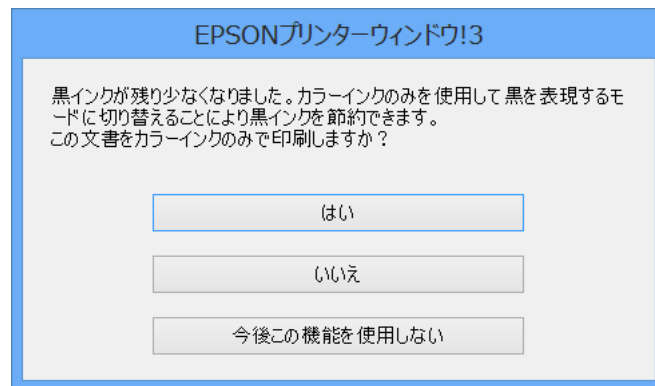 EPSONプリンターウィンドウ!3
黒インクが残り少なくなりました。カラーインクのみを使用して黒を表現するモ
ードに切り替えることにより黒インクを節約できます。
この文書をカラーインクのみで印刷しますか？
はい
いいえ
今後この機能を使用しない